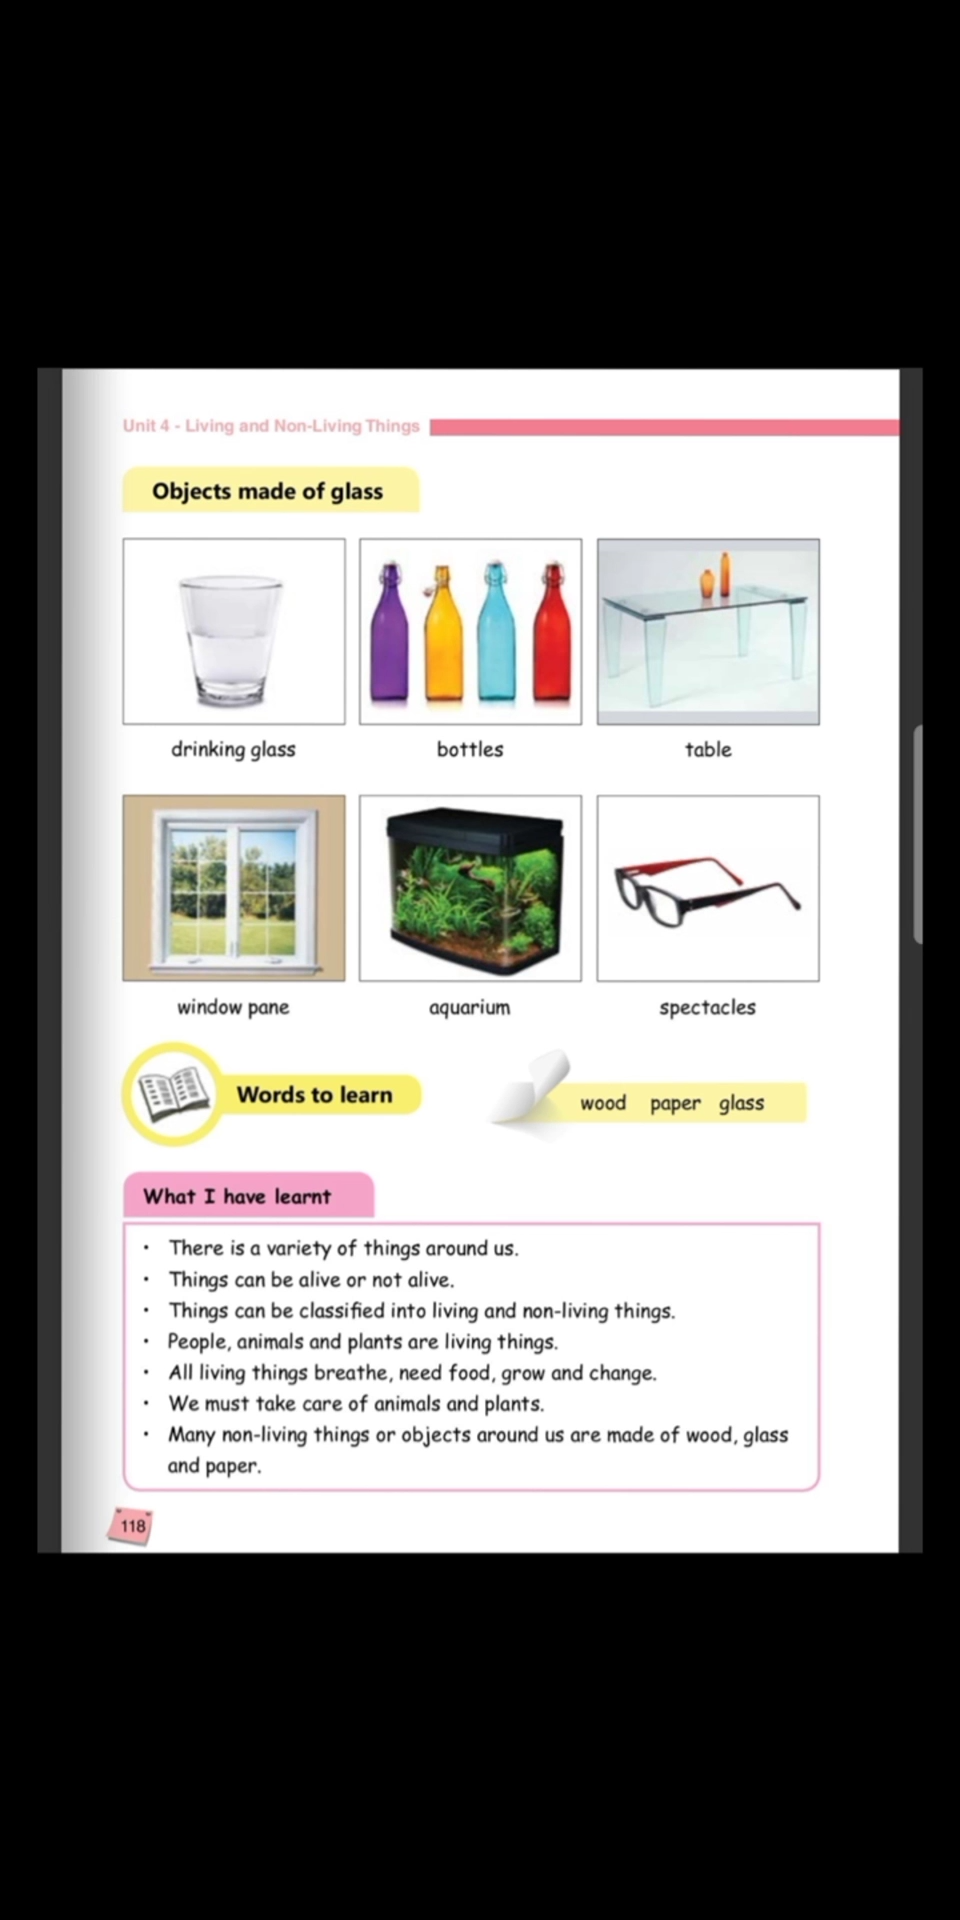 Unit 4 - Living and Non-Living Things
Objects made of glass
drinking glass
bottles
table
window pane
aquarium
spectacles
Words to learn
wood paper glass
What I have learnt
• There is a variety of things around us.
• Things can be alive or not alive.
• Things can be classified into living and non-living things.
• People, animals and plants are living things.
• All living things breathe, need food, grow and change.
• We must take care of animals and plants.
• Many non-living things or objects around us are made of wood, glass
and paper.
118